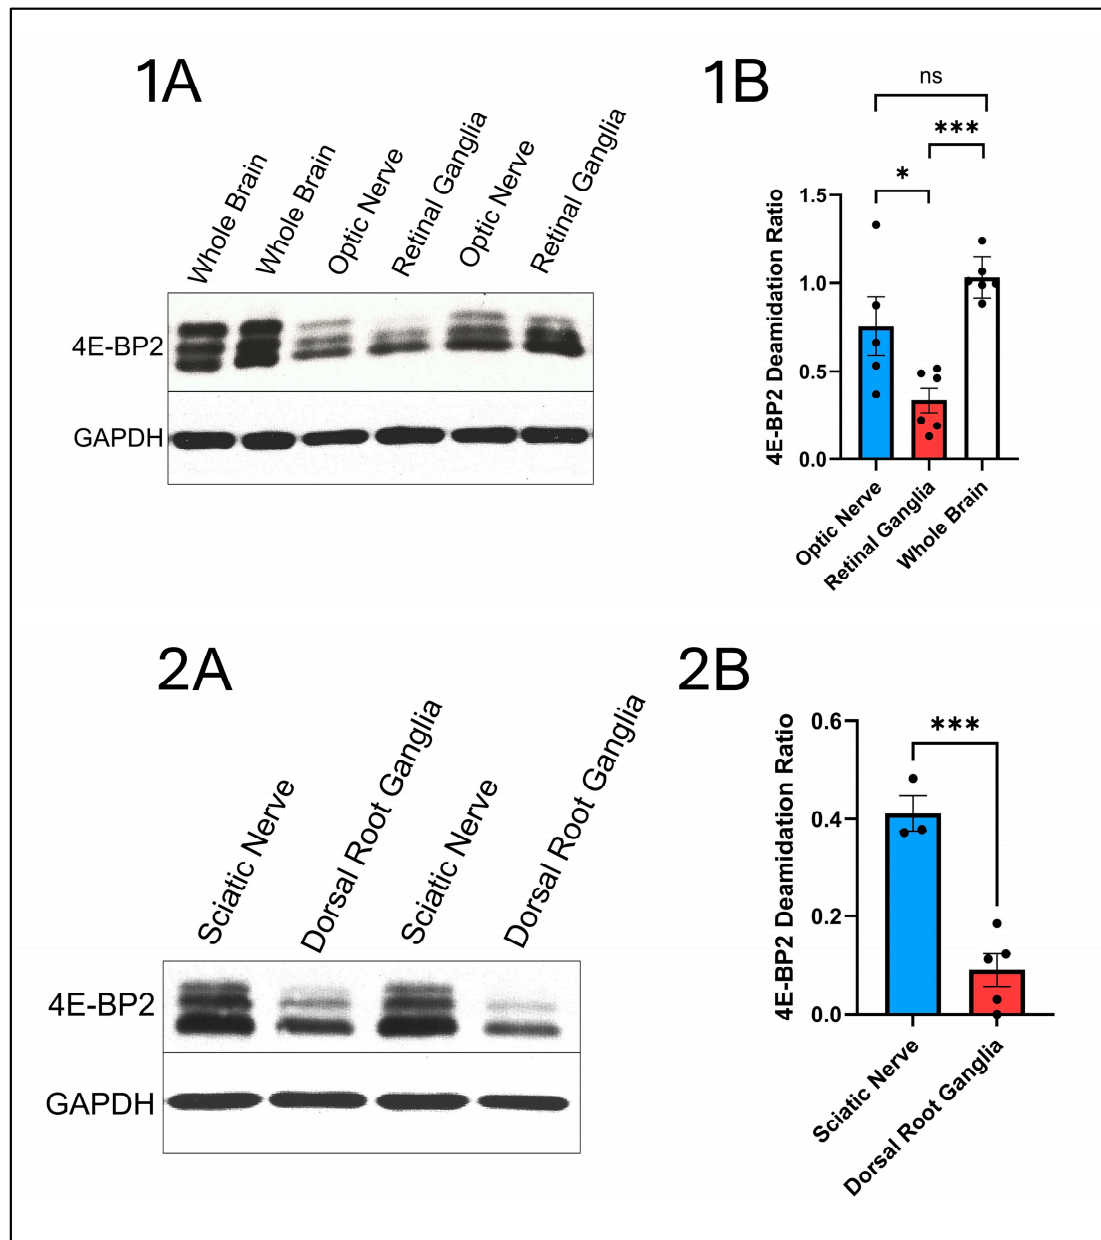 1A
Whole Brain
Whole Brain
Optic Nerve
Retinal Ganglia
Optic Nerve
Retinal Ganglia
4E-BP2
GAPDH
1B
ns
***
*
4E-BP2 Deamidation Ratio
1.5
1.0
0.5
0.0
Optic Nerve
Retinal Ganglia
Whole Brain
2A
Sciatic Nerve
Dorsal Root Ganglia
Sciatic Nerve
Dorsal Root Ganglia
4E-BP2
GAPDH
2B
***
4E-BP2 Deamidation Ratio
0.6
0.4
0.2
0.0
Sciatic Nerve
Dorsal Root Ganglia